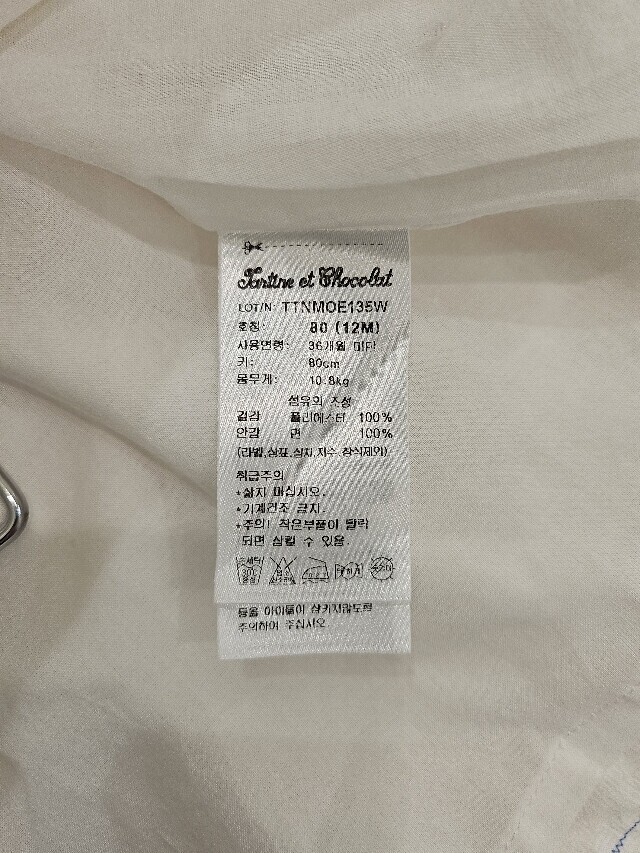 Tartine et Chocolat
LOT/N: TTNMOE135W
호칭: 80 (12M)
사용연령: 36개월 미만
키: 80cm
몸무게: 10.8kg
섬유의 조성
겉감 폴리에스터 100%
안감 면 100%
(라벨,심표,심지,자수,장식제외)
취급주의
*삶지 마십시오.
*기계건조 금지.
*주의! 작은부품이 탈락
되면 삼킬 수 있음
등을 아이들이 삼키지않도록
주의하여 주십시오